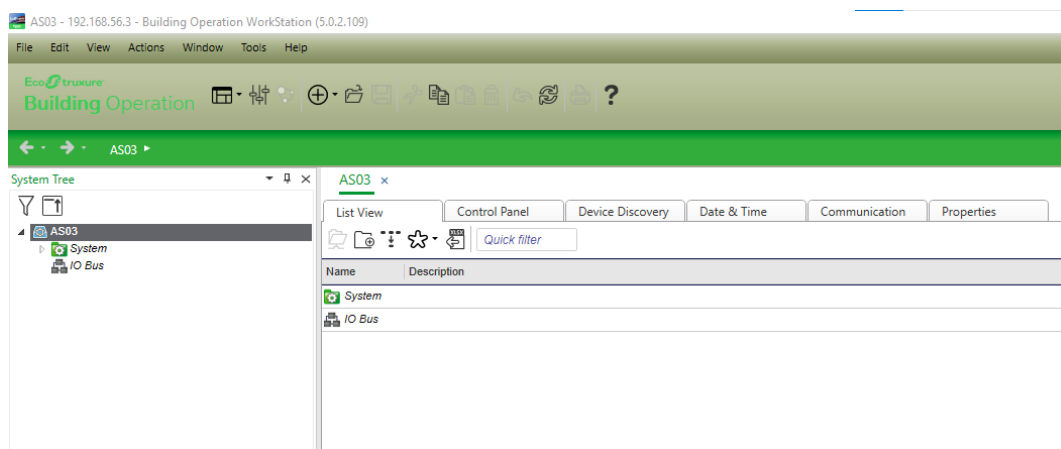 AS03 - 192.168.56.3 - Building Operation WorkStation (5.0.2.109)
File Edit View Actions Window Tools Help
EcoStruxure
Building Operation
AS03
System Tree
AS03
System
IO Bus
AS03
List View Control Panel Device Discovery Date & Time Communication Properties
XLSX Quick filter
Name Description
System
IO Bus